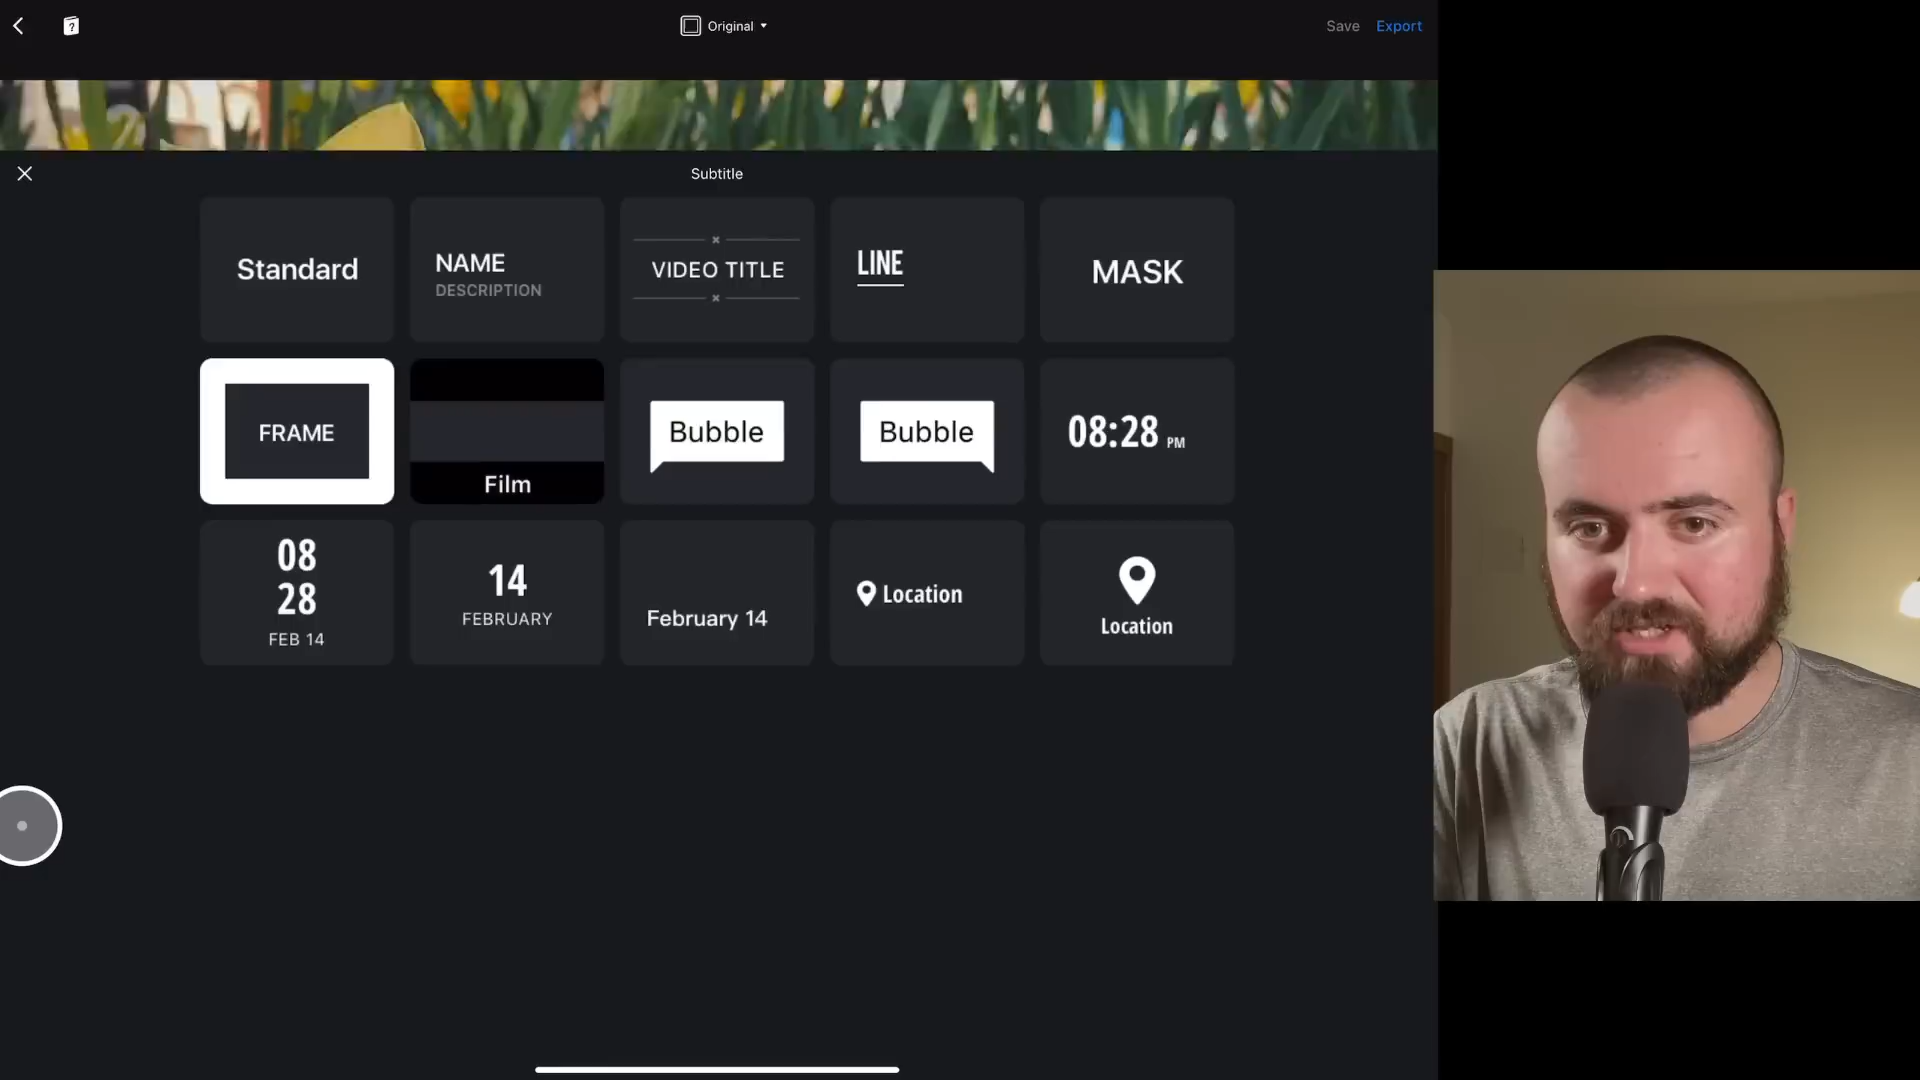 Original
Save
Export
Subtitle
Standard
NAME
DESCRIPTION
VIDEO TITLE
LINE
MASK
FRAME
Film
Bubble
Bubble
08:28 PM
08
28
FEB 14
14
FEBRUARY
February 14
Location
Location